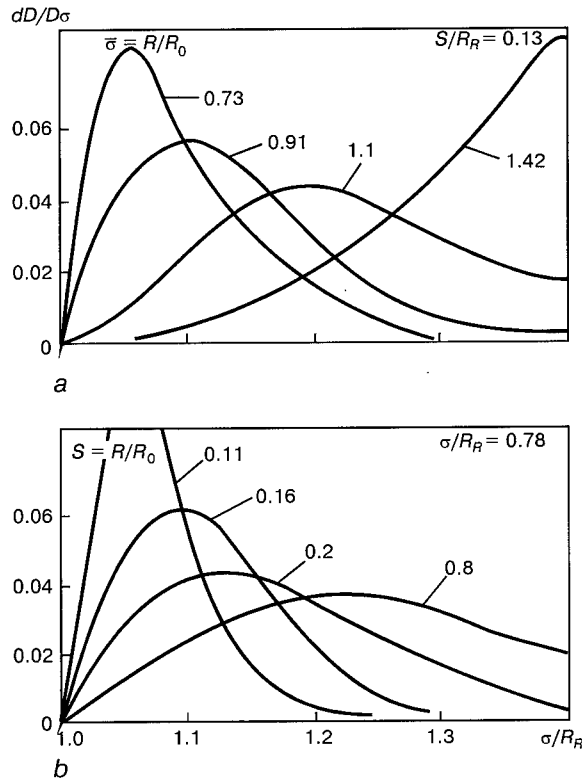 dD/Dσ
σ̅ = R/R₀
S/R_R = 0.13
0.73
0.91
1.1
1.42
0.06
0.04
0.02
0
1.2
a
S = R/R₀
σ/R_R = 0.78
0.11
0.16
0.2
0.8
0.06
0.04
0.02
0
1.0
1.1
1.2
1.3
σ/R_R
b